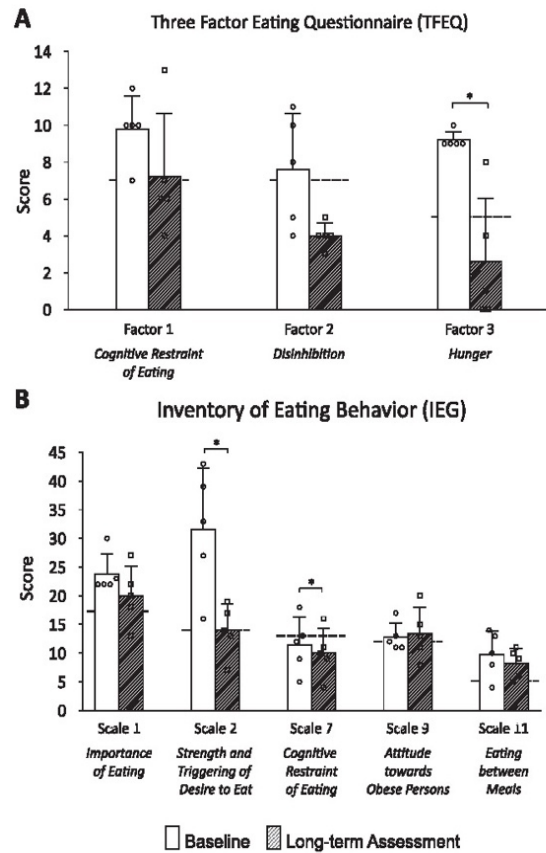 A
Three Factor Eating Questionnaire (TFEQ)
14
12
10
8
6
4
2
0
Score
*
Factor 1
Cognitive Restraint
of Eating
Factor 2
Disinhibition
Factor 3
Hunger
B
Inventory of Eating Behavior (IEG)
45
40
35
30
25
20
15
10
5
0
Score
*
*
Scale 1
Importance
of Eating
Scale 2
Strength and
Triggering of
Desire to Eat
Scale 7
Cognitive
Restraint
of Eating
Scale 9
Attitude
towards
Obese Persons
Scale 11
Eating
between
Meals
Baseline
Long-term Assessment